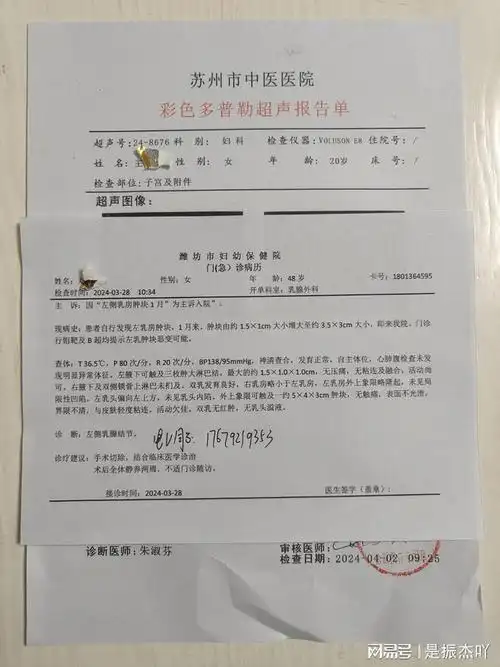 苏州市中医医院
彩色多普勒超声报告单
超声号:24-8676 科 别: 妇科 检查仪器:VOLUSON E8 住院号: /
姓 名:王 性 别: 女 年 龄: 20岁 床 号: /
检查部位:子宫及附件
超声图像:
潍坊市妇幼保健院
门(急）诊病历
姓名: 性别:女 年 龄:48岁 卡号:1801364595
检查时间:2024-03-28 10:34 开单科室:乳腺外科
主 诉: 因"左侧乳房肿块1月"为主诉入院"。
现病史:患者自行发现左乳房肿块，1月来，肿块由约 1.5×1cm 大小增大至约 3.5×3cm 大小，即来我院。门诊
行钼靶及B超均提示左乳肿块恶变可能。
查体: T 36.5℃, P 80 次/分, R 20 次/分, BP138/95mmHg, 神清查合，发育正常，自主体位，心肺腹检查未发
现明显异常体征。左腋下可触及三枚肿大淋巴结，最大的约 1.5×1.0×1.0cm, 无压痛，无粘连及融合；活动尚
可，右腋下及双侧锁骨上淋巴未扪及。双乳发育良好，右乳房略小于左乳房，左乳房外上象限略隆起，未见局
限性凹陷，左乳头偏向左上方，未见乳头内陷，外上象限可触及一约 5×4×3cm 肿块，无触痛，表面不光滑，
界限不清，与皮肤轻度粘连，活动欠佳，双乳无红肿，无乳头溢液。
诊 断: 左侧乳腺结节。 17579219353
诊疗建议: 手术切除，结合临床医学诊治
术后全休静养两周，不适门诊随访。
接诊时间:2024-03-28 医生签字（盖章）:
诊断医师: 朱淑芬 审核医师:
检查日期: 2024-04-02 09:25
网易号 | 是振杰吖